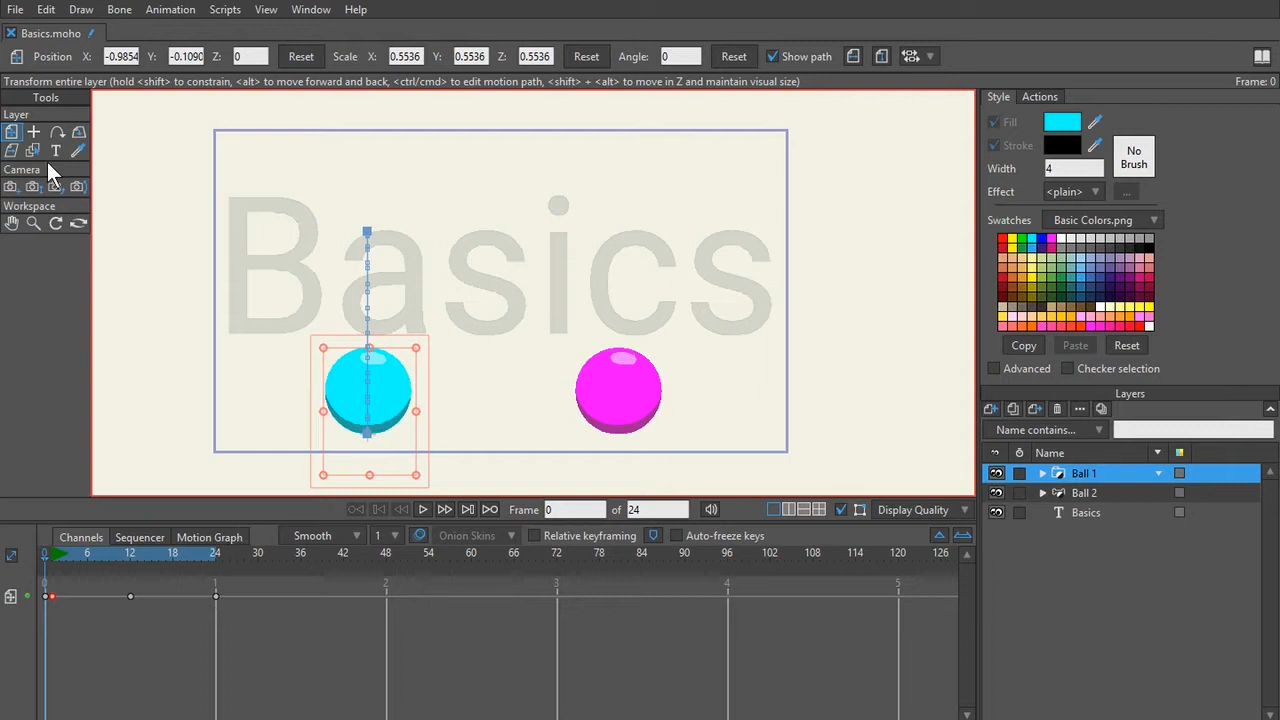 File Edit Draw Bone Animation Scripts View Window Help
Basics.moho
Position X: -0.9854 Y: -0.1090 Z: 0 Reset Scale X: 0.5536 Y: 0.5536 Z: 0.5536 Reset Angle: 0 Reset Show path
Transform entire layer (hold <shift> to constrain, <alt> to move forward and back, <ctrl/cmd> to edit motion path, <shift> + <alt> to move in Z and maintain visual size) Frame: 0
Tools
Layer
T
Camera
Workspace
Basics
Style Actions
Fill
Stroke
No
Brush
Width 4
Effect <plain> ...
Swatches Basic Colors.png
Copy Paste Reset
Advanced Checker selection
Layers
Name contains...
Name
Ball 1
Ball 2
T Basics
Frame 0 of 24 Display Quality
Channels Sequencer Motion Graph Smooth 1 Onion Skins Relative keyframing Auto-freeze keys
0 6 12 18 24 30 36 42 48 54 60 66 72 78 84 90 96 102 108 114 120 126
0 1 2 3 4 5